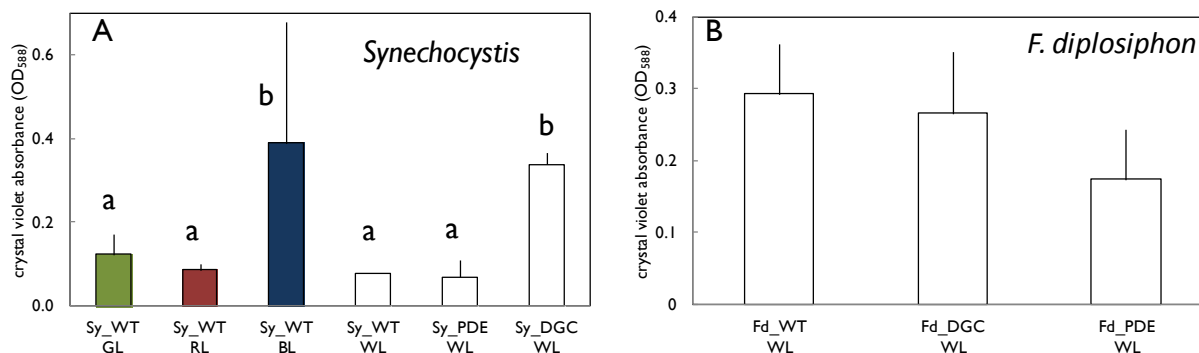 A
Synechocystis
crystal violet absorbance (OD588)
0.6
0.4
0.2
0.0
a
a
b
a
a
b
Sy_WT GL
Sy_WT RL
Sy_WT BL
Sy_WT WL
Sy_PDE WL
Sy_DGC WL
B
F. diplosiphon
crystal violet absorbance (OD588)
0.4
0.3
0.2
0.1
0
Fd_WT WL
Fd_DGC WL
Fd_PDE WL